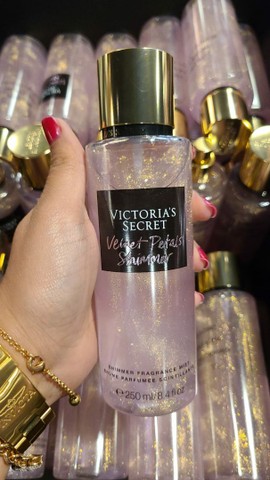 VICTORIA'S
SECRET
Velvet Petals
Shimmer
SHIMMER FRAGRANCE MIST
BRUME PARFUMÉE SCINTILLANTE
℮ 250 ml/8.4 fl oz